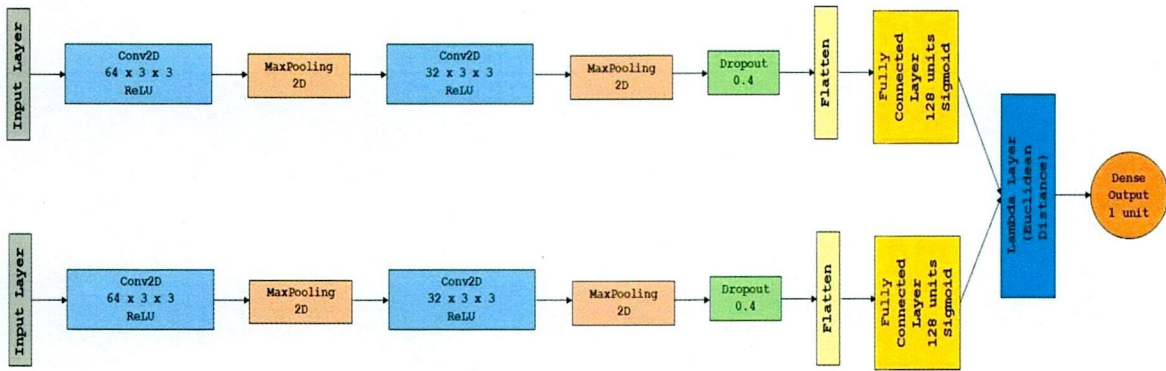 Input Layer
Conv2D
64 x 3 x 3
ReLU
MaxPooling
2D
Conv2D
32 x 3 x 3
ReLU
MaxPooling
2D
Dropout
0.4
Flatten
Fully
Connected
Layer
128 units
Sigmoid
Input Layer
Conv2D
64 x 3 x 3
ReLU
MaxPooling
2D
Conv2D
32 x 3 x 3
ReLU
MaxPooling
2D
Dropout
0.4
Flatten
Fully
Connected
Layer
128 units
Sigmoid
Lambda Layer
(Euclidean
Distance)
Dense
Output
1 unit